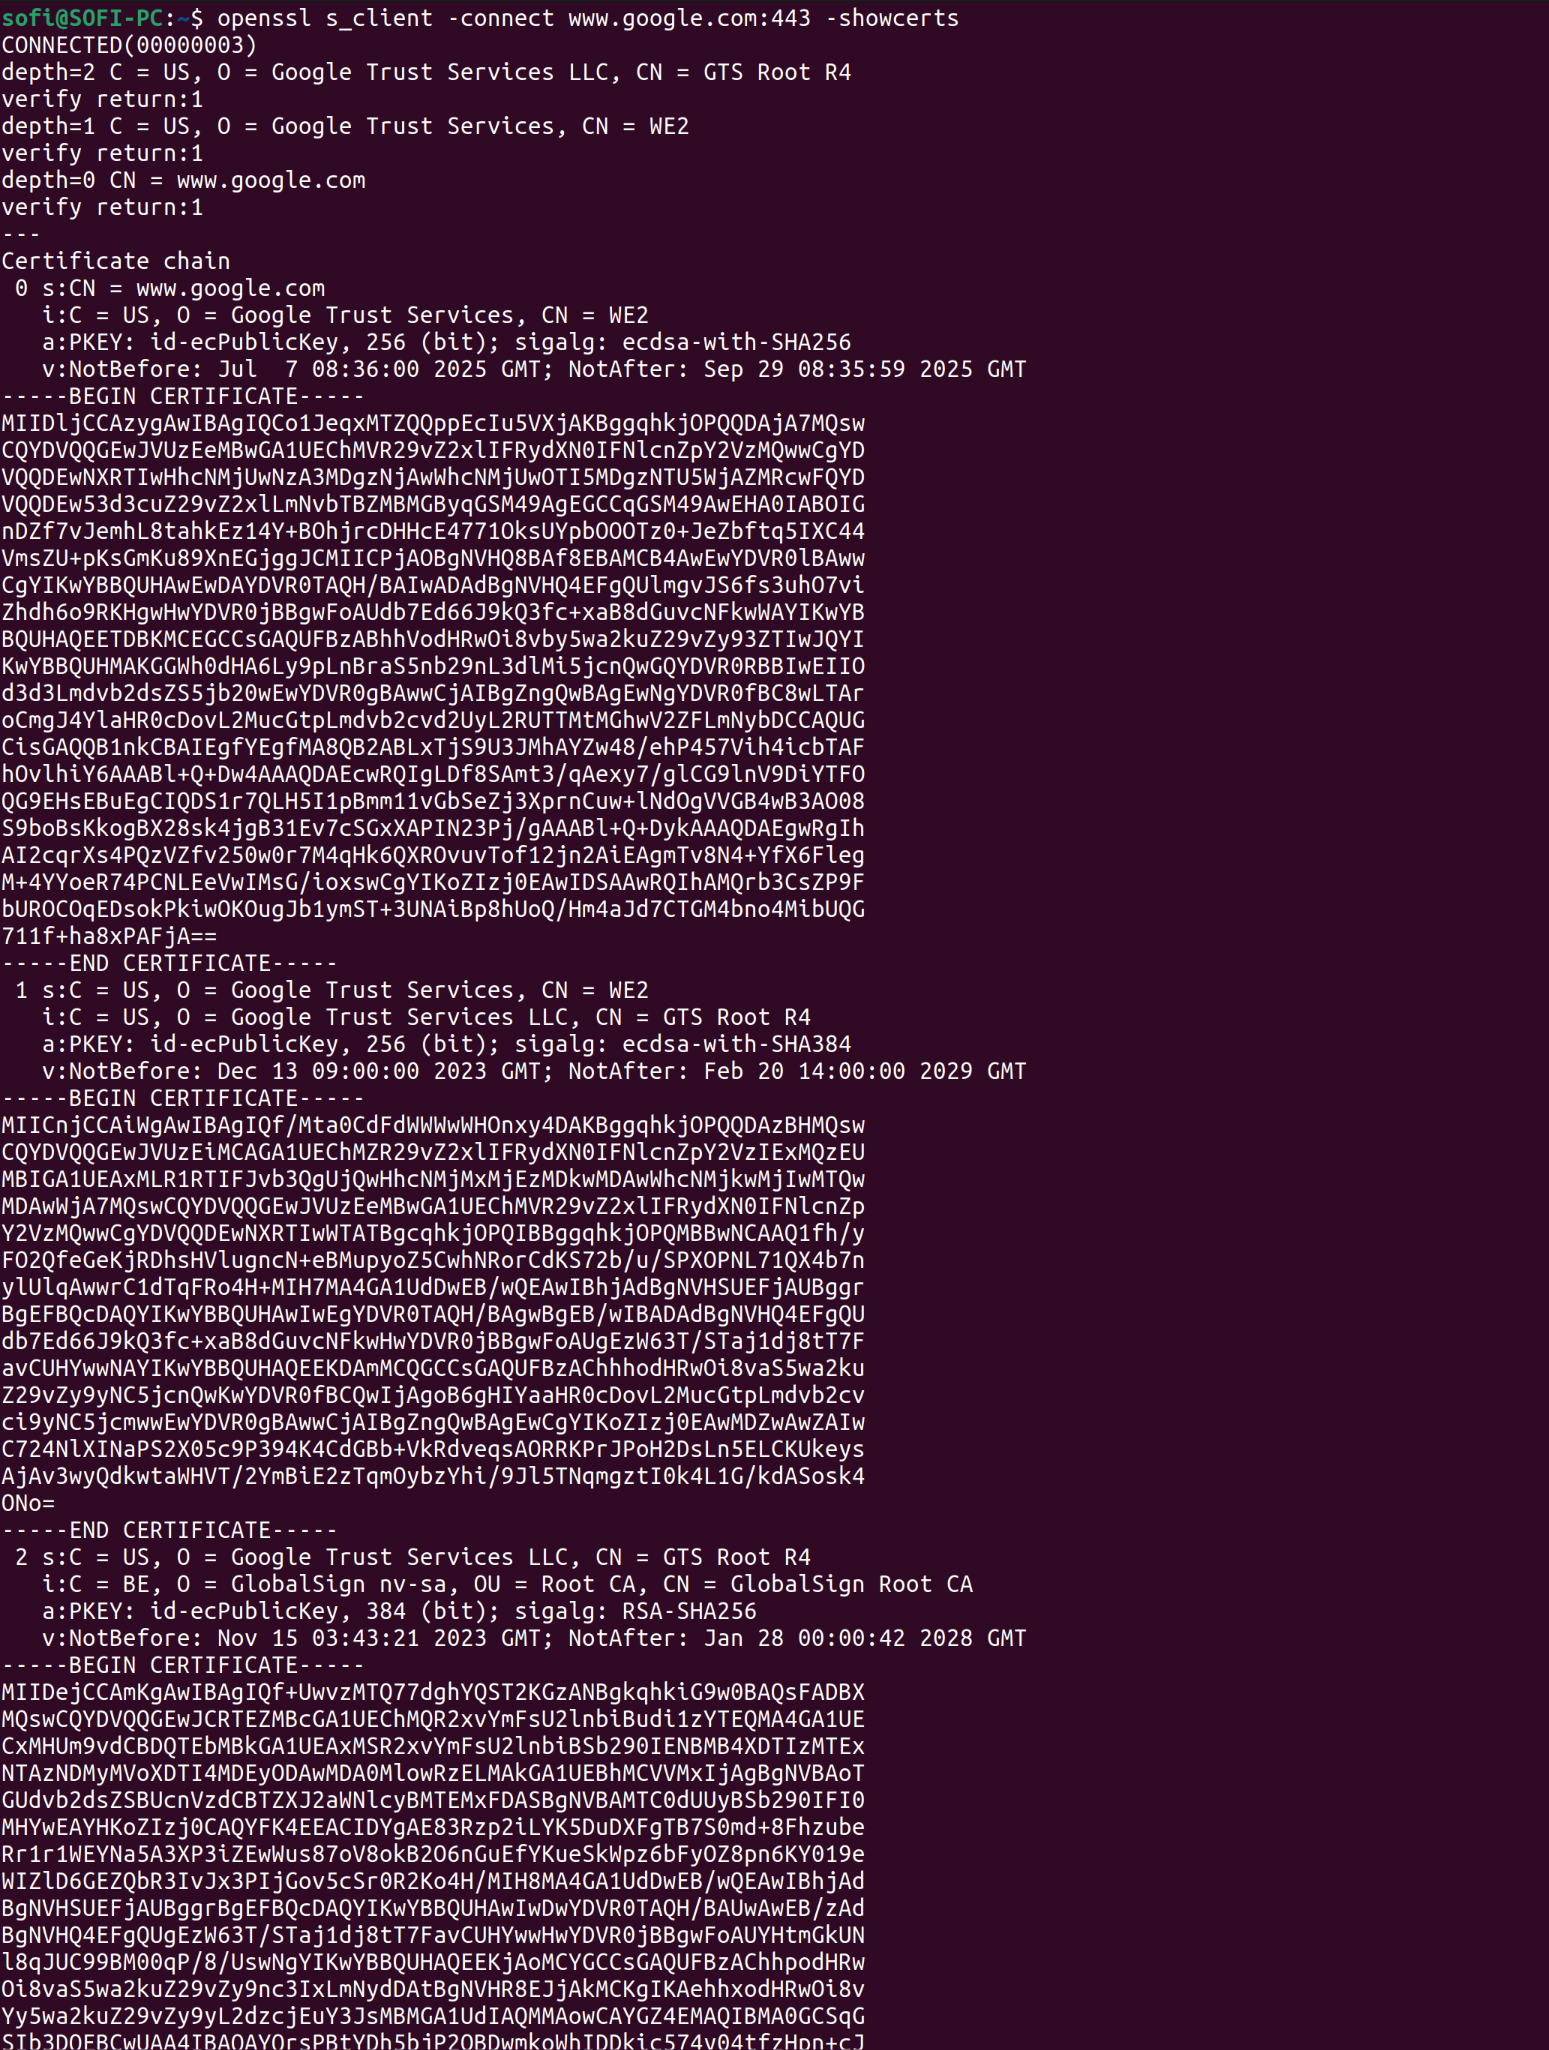 sofi@SOFI-PC:~$ openssl s_client -connect www.google.com:443 -showcerts
CONNECTED(00000003)
depth=2 C = US, O = Google Trust Services LLC, CN = GTS Root R4
verify return:1
depth=1 C = US, O = Google Trust Services, CN = WE2
verify return:1
depth=0 CN = www.google.com
verify return:1
---
Certificate chain
 0 s:CN = www.google.com
   i:C = US, O = Google Trust Services, CN = WE2
   a:PKEY: id-ecPublicKey, 256 (bit); sigalg: ecdsa-with-SHA256
   v:NotBefore: Jul  7 08:36:00 2025 GMT; NotAfter: Sep 29 08:35:59 2025 GMT
-----BEGIN CERTIFICATE-----
MIIDljCCAzygAwIBAgIQCo1JeqxMTZQQppEcIu5VXjAKBggqhkjOPQQDAjA7MQsw
CQYDVQQGEwJVUzEeMBwGA1UEChMVR29vZ2xlIFRydXN0IFNlcnZpY2VzMQwwCgYD
VQQDEwNXRTIwHhcNMjUwNzA3MDgzNjAwWhcNMjUwOTI5MDgzNTU5WjAZMRcwFQYD
VQQDEw53d3cuZ29vZ2xlLmNvbTBZMBMGByqGSM49AgEGCCqGSM49AwEHA0IABOIG
nDZf7vJemhL8tahkEz14Y+BOhjrcDHHcE4771OksUYpbOOOTz0+JeZbftq5IXC44
VmsZU+pKsGmKu89XnEGjggJCMIICPjAOBgNVHQ8BAf8EBAMCB4AwEwYDVR0lBAww
CgYIKwYBBQUHAwEwDAYDVR0TAQH/BAIwADAdBgNVHQ4EFgQUlmgvJS6fs3uhO7vi
Zhdh6o9RKHgwHwYDVR0jBBgwFoAUdb7Ed66J9kQ3fc+xaB8dGuvcNFkwWAYIKwYB
BQUHAQEETDBKMCEGCCsGAQUFBzABhhVodHRwOi8vby5wa2kuZ29vZy93ZTIwJQYI
KwYBBQUHMAKGGWh0dHA6Ly9pLnBraS5nb29nL3dlMi5jcnQwGQYDVR0RBBIwEIIO
d3d3Lmdvb2dsZS5jb20wEwYDVR0gBAwwCjAIBgZngQwBAgEwNgYDVR0fBC8wLTAr
oCmgJ4YlaHR0cDovL2MucGtpLmdvb2cvd2UyL2RUTTMtMGhwV2ZFLmNybDCCAQUG
CisGAQQB1nkCBAIEgfYEgfMA8QB2ABLxTjS9U3JMhAYZw48/ehP457Vih4icbTAF
hOvlhiY6AAABl+Q+Dw4AAAQDAEcwRQIgLDf8SAmt3/qAexy7/glCG9lnV9DiYTFO
QG9EHsEBuEgCIQDS1r7QLH5I1pBmm11vGbSeZj3XprnCuw+lNdOgVVGB4wB3AO08
S9boBsKkogBX28sk4jgB31Ev7cSGxXAPIN23Pj/gAAABl+Q+DykAAAQDAEgwRgIh
AI2cqrXs4PQzVZfv250w0r7M4qHk6QXROvuvTof12jn2AiEAgmTv8N4+YfX6Fleg
M+4YYoeR74PCNLEeVwIMsG/ioxswCgYIKoZIzj0EAwIDSAAwRQIhAMQrb3CsZP9F
bUROCOqEDsokPkiwOKOugJb1ymST+3UNAiBp8hUoQ/Hm4aJd7CTGM4bno4MibUQG
711f+ha8xPAFjA==
-----END CERTIFICATE-----
 1 s:C = US, O = Google Trust Services, CN = WE2
   i:C = US, O = Google Trust Services LLC, CN = GTS Root R4
   a:PKEY: id-ecPublicKey, 256 (bit); sigalg: ecdsa-with-SHA384
   v:NotBefore: Dec 13 09:00:00 2023 GMT; NotAfter: Feb 20 14:00:00 2029 GMT
-----BEGIN CERTIFICATE-----
MIICnjCCAiWgAwIBAgIQf/Mta0CdFdWWWwWHOnxy4DAKBggqhkjOPQQDAzBHMQsw
CQYDVQQGEwJVUzEiMCAGA1UEChMZR29vZ2xlIFRydXN0IFNlcnZpY2VzIExMQzEU
MBIGA1UEAxMLR1RTIFJvb3QgUjQwHhcNMjMxMjEzMDkwMDAwWhcNMjkwMjIwMTQw
MDAwWjA7MQswCQYDVQQGEwJVUzEeMBwGA1UEChMVR29vZ2xlIFRydXN0IFNlcnZp
Y2VzMQwwCgYDVQQDEwNXRTIwWTATBgcqhkjOPQIBBggqhkjOPQMBBwNCAAQ1fh/y
FO2QfeGeKjRDhsHVlugncN+eBMupyoZ5CwhNRorCdKS72b/u/SPXOPNL71QX4b7n
ylUlqAwwrC1dTqFRo4H+MIH7MA4GA1UdDwEB/wQEAwIBhjAdBgNVHSUEFjAUBggr
BgEFBQcDAQYIKwYBBQUHAwIwEgYDVR0TAQH/BAgwBgEB/wIBADAdBgNVHQ4EFgQU
db7Ed66J9kQ3fc+xaB8dGuvcNFkwHwYDVR0jBBgwFoAUgEzW63T/STaj1dj8tT7F
avCUHYwwNAYIKwYBBQUHAQEEKDAmMCQGCCsGAQUFBzAChhhodHRwOi8vaS5wa2ku
Z29vZy9yNC5jcnQwKwYDVR0fBCQwIjAgoB6gHIYaaHR0cDovL2MucGtpLmdvb2cv
ci9yNC5jcmwwEwYDVR0gBAwwCjAIBgZngQwBAgEwCgYIKoZIzj0EAwMDZwAwZAIw
C724NlXINaPS2X05c9P394K4CdGBb+VkRdveqsAORRKPrJPoH2DsLn5ELCKUkeys
AjAv3wyQdkwtaWHVT/2YmBiE2zTqmOybzYhi/9Jl5TNqmgztI0k4L1G/kdASosk4
ONo=
-----END CERTIFICATE-----
 2 s:C = US, O = Google Trust Services LLC, CN = GTS Root R4
   i:C = BE, O = GlobalSign nv-sa, OU = Root CA, CN = GlobalSign Root CA
   a:PKEY: id-ecPublicKey, 384 (bit); sigalg: RSA-SHA256
   v:NotBefore: Nov 15 03:43:21 2023 GMT; NotAfter: Jan 28 00:00:42 2028 GMT
-----BEGIN CERTIFICATE-----
MIIDejCCAmKgAwIBAgIQf+UwvzMTQ77dghYQST2KGzANBgkqhkiG9w0BAQsFADBX
MQswCQYDVQQGEwJCRTEZMBcGA1UEChMQR2xvYmFsU2lnbiBudi1zYTEQMA4GA1UE
CxMHUm9vdCBDQTEbMBkGA1UEAxMSR2xvYmFsU2lnbiBSb290IENBMB4XDTIzMTEx
NTAzNDMyMVoXDTI4MDEyODAwMDA0MlowRzELMAkGA1UEBhMCVVMxIjAgBgNVBAoT
GUdvb2dsZSBUcnVzdCBTZXJ2aWNlcyBMTEMxFDASBgNVBAMTC0dUUyBSb290IFI0
MHYwEAYHKoZIzj0CAQYFK4EEACIDYgAE83Rzp2iLYK5DuDXFgTB7S0md+8Fhzube
Rr1r1WEYNa5A3XP3iZEwWus87oV8okB2O6nGuEfYKueSkWpz6bFyOZ8pn6KY019e
WIZlD6GEZQbR3IvJx3PIjGov5cSr0R2Ko4H/MIH8MA4GA1UdDwEB/wQEAwIBhjAd
BgNVHSUEFjAUBggrBgEFBQcDAQYIKwYBBQUHAwIwDwYDVR0TAQH/BAUwAwEB/zAd
BgNVHQ4EFgQUgEzW63T/STaj1dj8tT7FavCUHYwwHwYDVR0jBBgwFoAUYHtmGkUN
l8qJUC99BM00qP/8/UswNgYIKwYBBQUHAQEEKjAoMCYGCCsGAQUFBzAChhpodHRw
Oi8vaS5wa2kuZ29vZy9nc3IxLmNydDAtBgNVHR8EJjAkMCKgIKAehhxodHRwOi8v
Yy5wa2kuZ29vZy9yL2dzcjEuY3JsMBMGA1UdIAQMMAowCAYGZ4EMAQIBMA0GCSqG
SIb3DQEBCwUAA4IBAQAYQrsPBtYDh5bjP2OBDwmkoWhIDDkic574y04tfzHpn+cJ